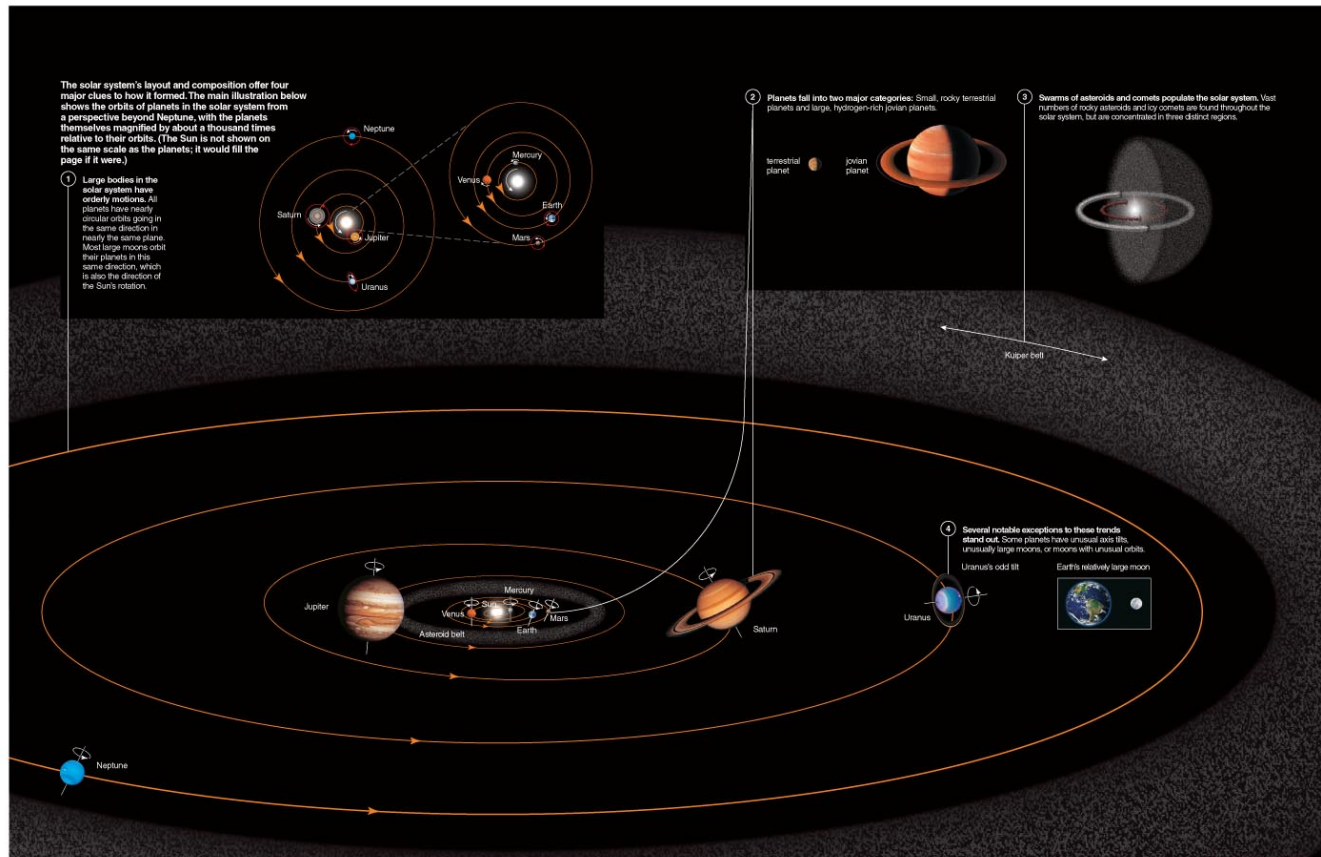 The solar system's layout and composition offer four
major clues to how it formed. The main illustration below
shows the orbits of planets in the solar system from
a perspective beyond Neptune, with the planets
themselves magnified by about a thousand times
relative to their orbits. (The Sun is not shown on
the same scale as the planets; it would fill the
page if it were.)
1
Large bodies in the
solar system have
orderly motions. All
planets have nearly
circular orbits going in
the same direction in
nearly the same plane.
Most large moons orbit
their planets in this
same direction, which
is also the direction of
the Sun's rotation.
Neptune
Saturn
Jupiter
Uranus
Mercury
Venus
Earth
Mars
2
Planets fall into two major categories: Small, rocky terrestrial
planets and large, hydrogen-rich jovian planets.
terrestrial
planet
jovian
planet
3
Swarms of asteroids and comets populate the solar system. Vast
numbers of rocky asteroids and icy comets are found throughout the
solar system, but are concentrated in three distinct regions.
Kuiper belt
4
Several notable exceptions to these trends
stand out. Some planets have unusual axis tilts,
unusually large moons, or moons with unusual orbits.
Uranus's odd tilt
Earth's relatively large moon
Uranus
Jupiter
Mercury
Sun
Venus
Mars
Earth
Asteroid belt
Saturn
Neptune